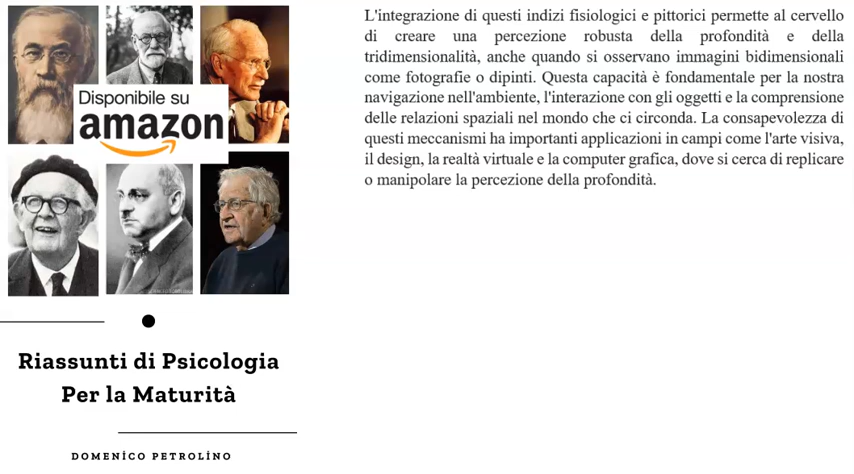 Disponibile su
amazon
Riassunti di Psicologia
Per la Maturità
DOMENİCO PETROLİNO
L'integrazione di questi indizi fisiologici e pittorici permette al cervello
di creare una percezione robusta della profondità e della
tridimensionalità, anche quando si osservano immagini bidimensionali
come fotografie o dipinti. Questa capacità è fondamentale per la nostra
navigazione nell'ambiente, l'interazione con gli oggetti e la comprensione
delle relazioni spaziali nel mondo che ci circonda. La consapevolezza di
questi meccanismi ha importanti applicazioni in campi come l'arte visiva,
il design, la realtà virtuale e la computer grafica, dove si cerca di replicare
o manipolare la percezione della profondità.